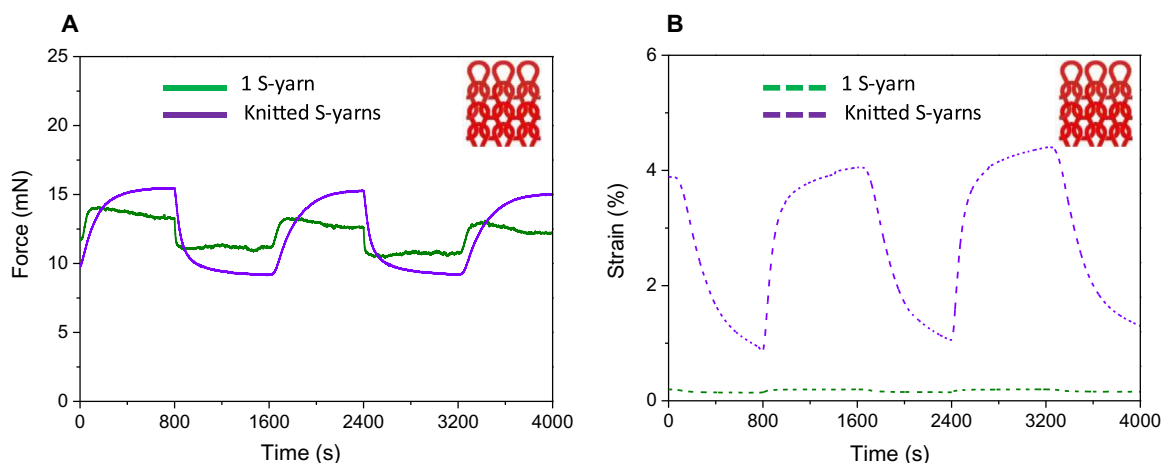 A
25
20
15
10
5
0
Force (mN)
1 S-yarn
Knitted S-yarns
0 800 1600 2400 3200 4000
Time (s)
B
6
4
2
0
Strain (%)
1 S-yarn
Knitted S-yarns
0 800 1600 2400 3200 4000
Time (s)